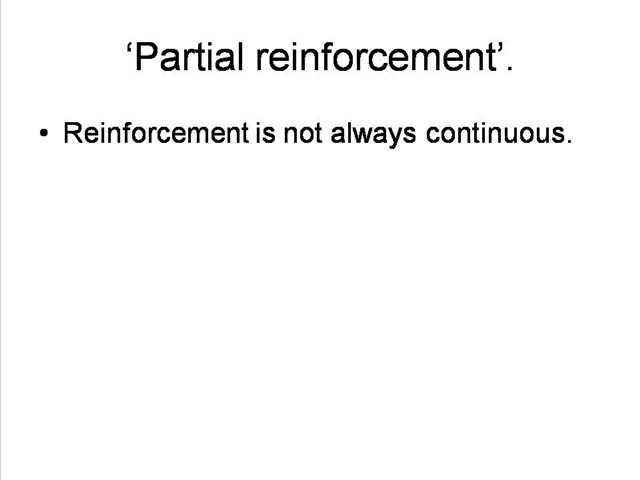 ‘Partial reinforcement’.
• Reinforcement is not always continuous.